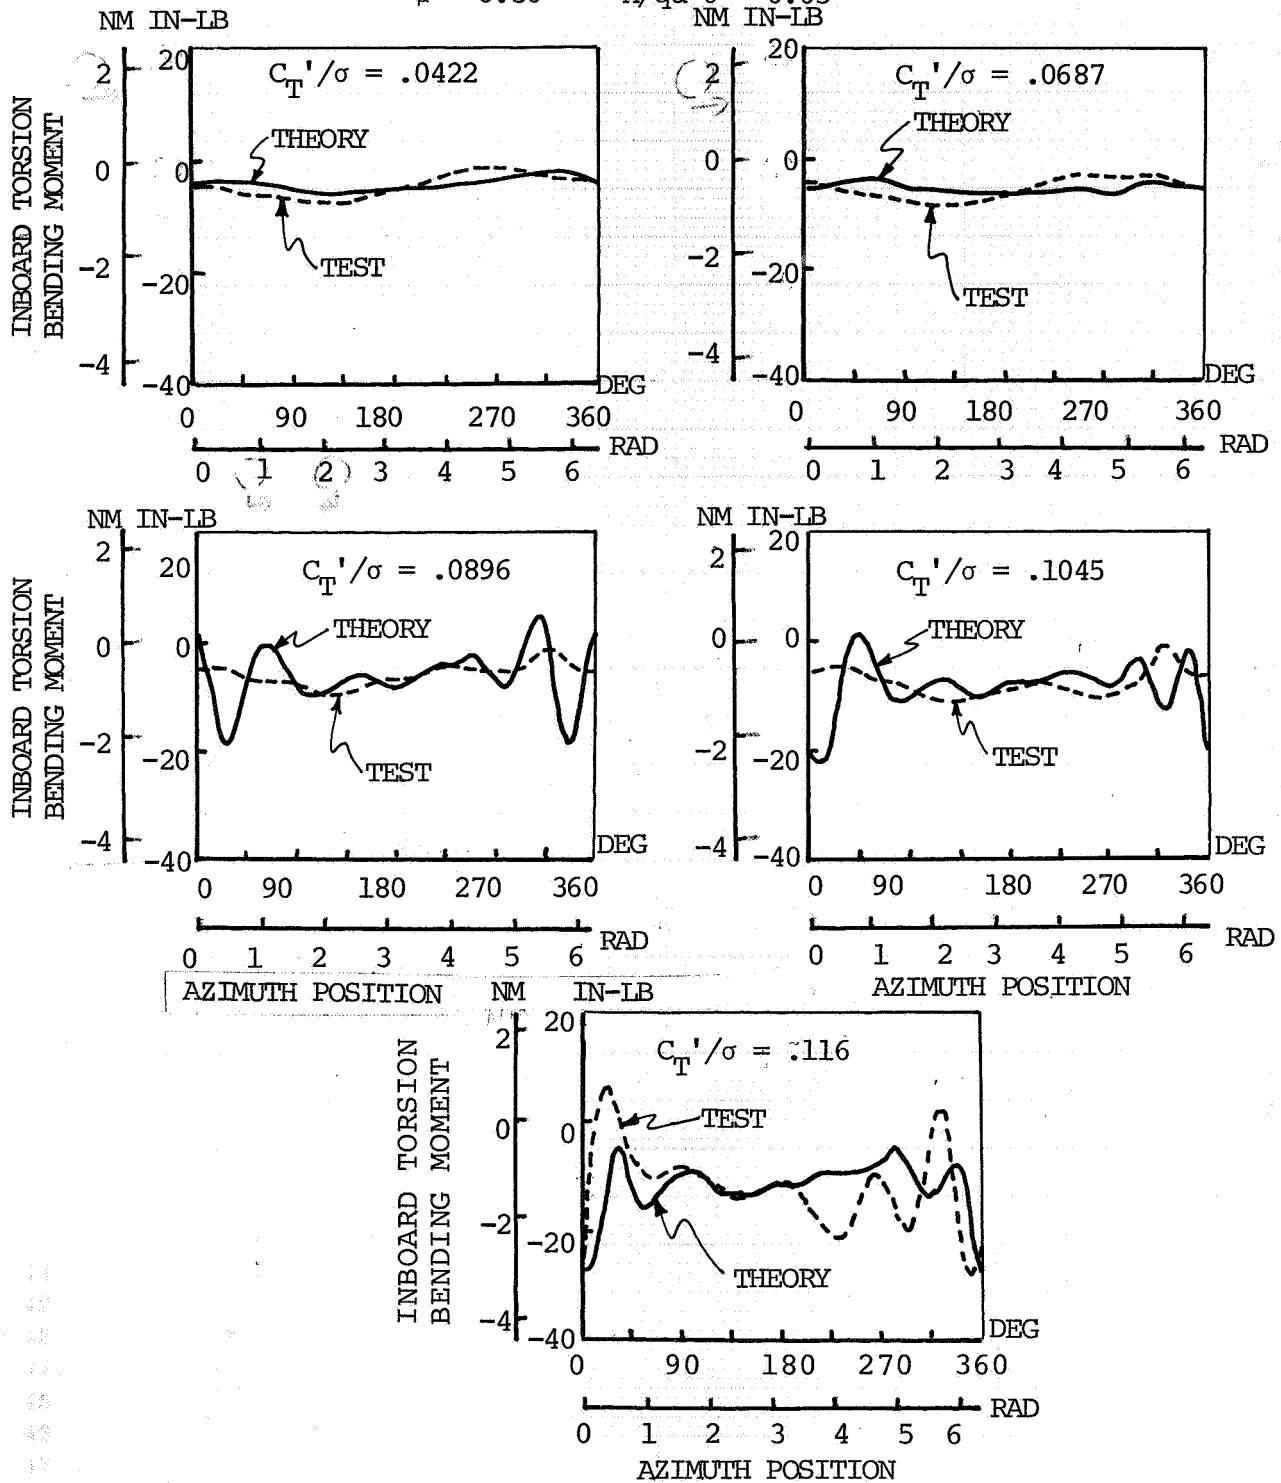 NM IN-LB
20
2
0
0
-2
-20
-4
-40
INBOARD TORSION
BENDING MOMENT
C_T'/σ = .0422
THEORY
TEST
DEG
0 90 180 270 360
RAD
0 1 2 3 4 5 6
NM IN-LB
20
2
0
0
-2
-20
-4
-40
C_T'/σ = .0687
THEORY
TEST
DEG
0 90 180 270 360
RAD
0 1 2 3 4 5 6
NM IN-LB
2
20
0
0
-2
-20
-4
-40
INBOARD TORSION
BENDING MOMENT
C_T'/σ = .0896
THEORY
TEST
DEG
0 90 180 270 360
RAD
0 1 2 3 4 5 6
AZIMUTH POSITION
NM IN-LB
20
2
0
0
-2
-20
-4
-40
C_T'/σ = .1045
THEORY
TEST
DEG
0 90 180 270 360
RAD
0 1 2 3 4 5 6
AZIMUTH POSITION
NM IN-LB
20
2
0
0
-2
-20
-4
-40
INBOARD TORSION
BENDING MOMENT
C_T'/σ = .116
TEST
THEORY
DEG
0 90 180 270 360
RAD
0 1 2 3 4 5 6
AZIMUTH POSITION